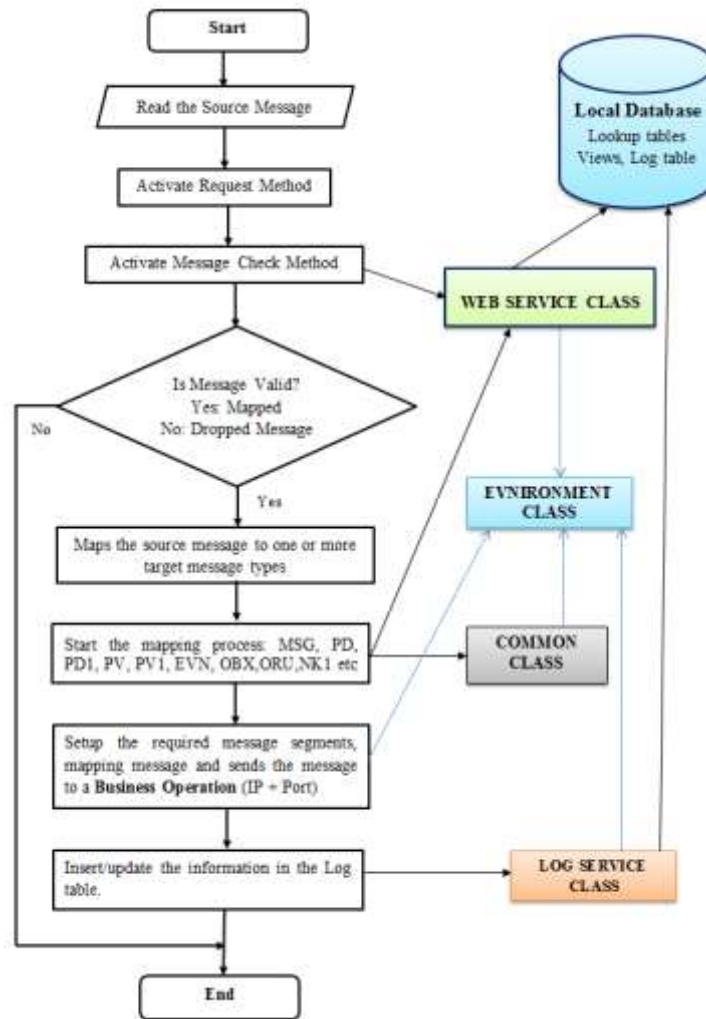 Start
Read the Source Message
Activate Request Method
Activate Message Check Method
Is Message Valid?
Yes: Mapped
No: Dropped Message
No
Yes
Maps the source message to one or more
target message types
Start the mapping process: MSG, PD,
PD1, PV, PV1, EVN, OBX,ORU,NK1 etc
Setup the required message segments,
mapping message and sends the message
to a Business Operation (IP + Port)
Insert/update the information in the Log
table.
End
Local Database
Lookup tables
Views, Log table
WEB SERVICE CLASS
EVNIRONMENT
CLASS
COMMON
CLASS
LOG SERVICE
CLASS